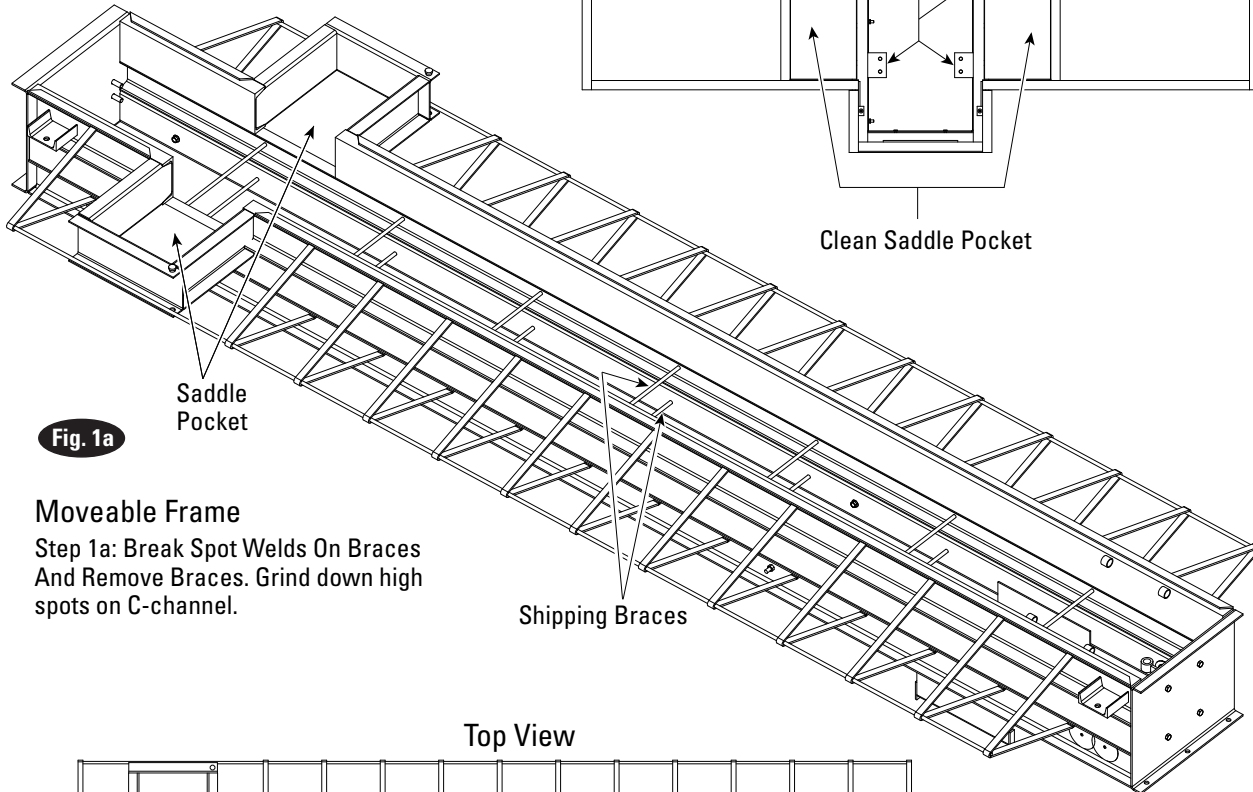 Clean Saddle Pocket
Saddle
Pocket
Fig. 1a
Moveable Frame
Step 1a: Break Spot Welds On Braces
And Remove Braces. Grind down high
spots on C-channel.
Shipping Braces
Top View